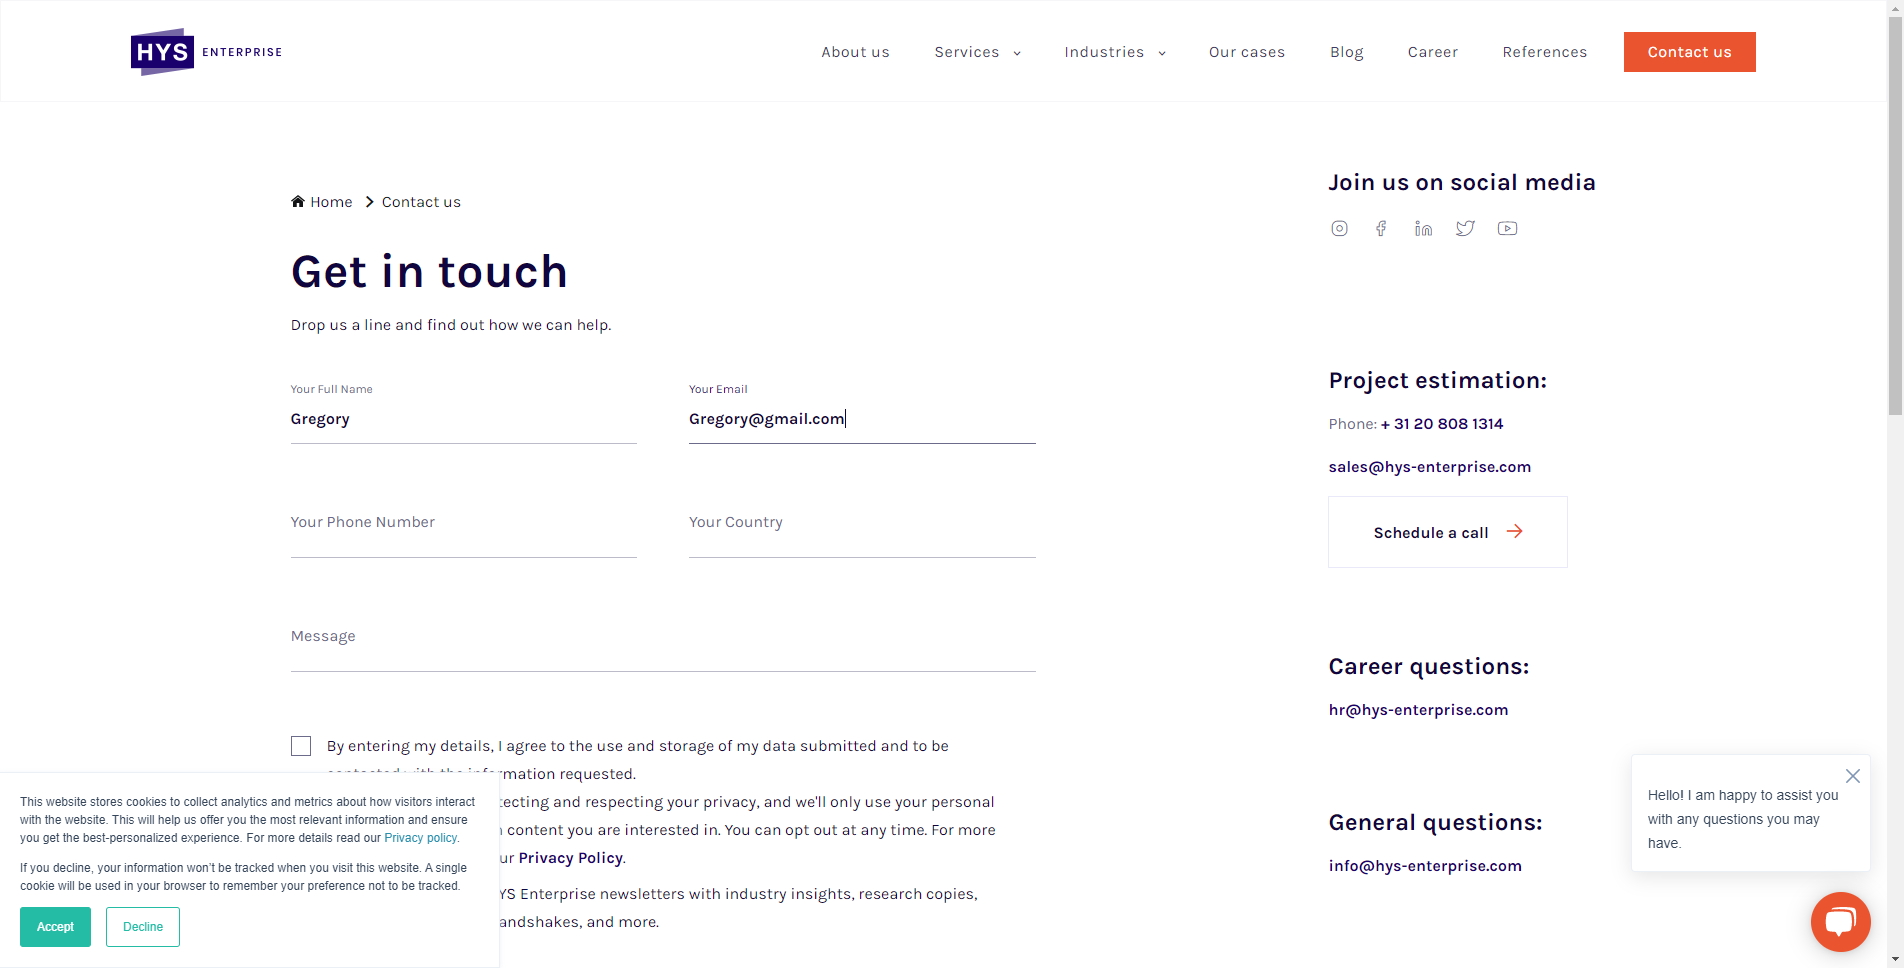 HYS ENTERPRISE
About us
Services
Industries
Our cases
Blog
Career
References
Contact us
Home
Contact us
Get in touch
Drop us a line and find out how we can help.
Your Full Name
Gregory
Your Email
Gregory@gmail.com
Your Phone Number
Your Country
Message
By entering my details, I agree to the use and storage of my data submitted and to be
information requested.
tecting and respecting your privacy, and we'll only use your personal
content you are interested in. You can opt out at any time. For more
ur Privacy Policy.
YS Enterprise newsletters with industry insights, research copies,
andshakes, and more.
This website stores cookies to collect analytics and metrics about how visitors interact
with the website. This will help us offer you the most relevant information and ensure
you get the best-personalized experience. For more details read our Privacy policy.
If you decline, your information won't be tracked when you visit this website. A single
cookie will be used in your browser to remember your preference not to be tracked.
Accept
Decline
Join us on social media
Project estimation:
Phone: + 31 20 808 1314
sales@hys-enterprise.com
Schedule a call
Career questions:
hr@hys-enterprise.com
General questions:
info@hys-enterprise.com
Hello! I am happy to assist you
with any questions you may
have.